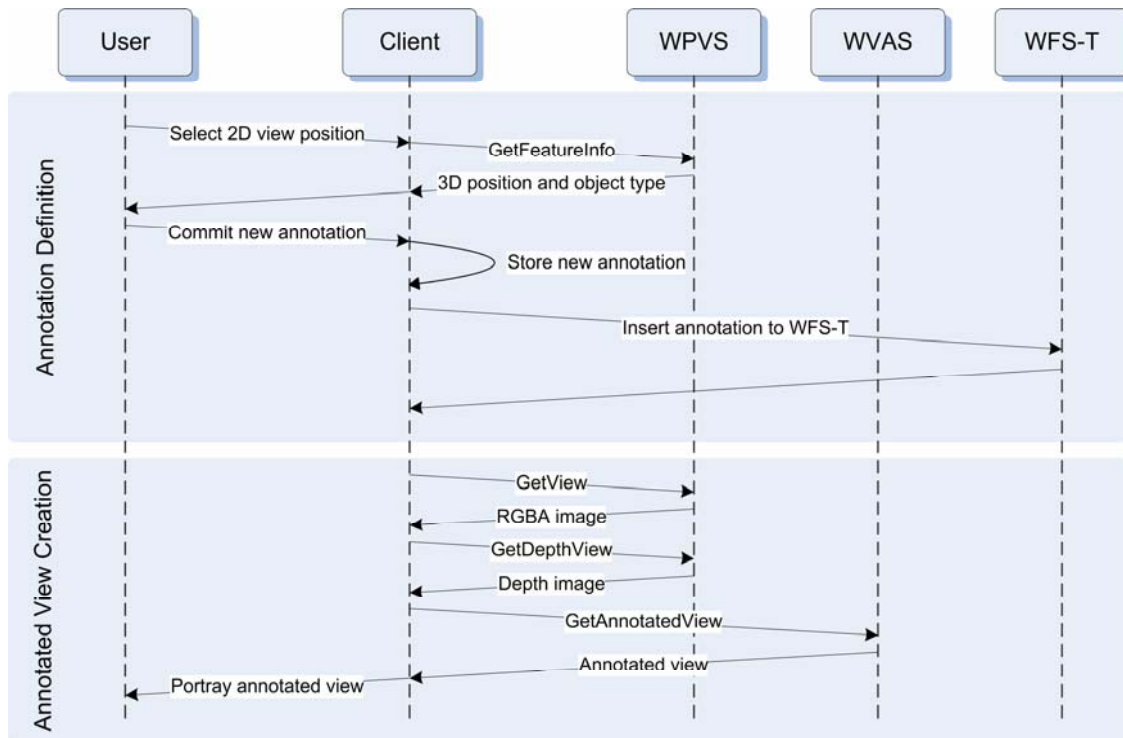 User
Client
WPVS
WVAS
WFS-T
Annotation Definition
Select 2D view position
GetFeatureInfo
3D position and object type
Commit new annotation
Store new annotation
Insert annotation to WFS-T
Annotated View Creation
GetView
RGBA image
GetDepthView
Depth image
GetAnnotatedView
Annotated view
Portray annotated view